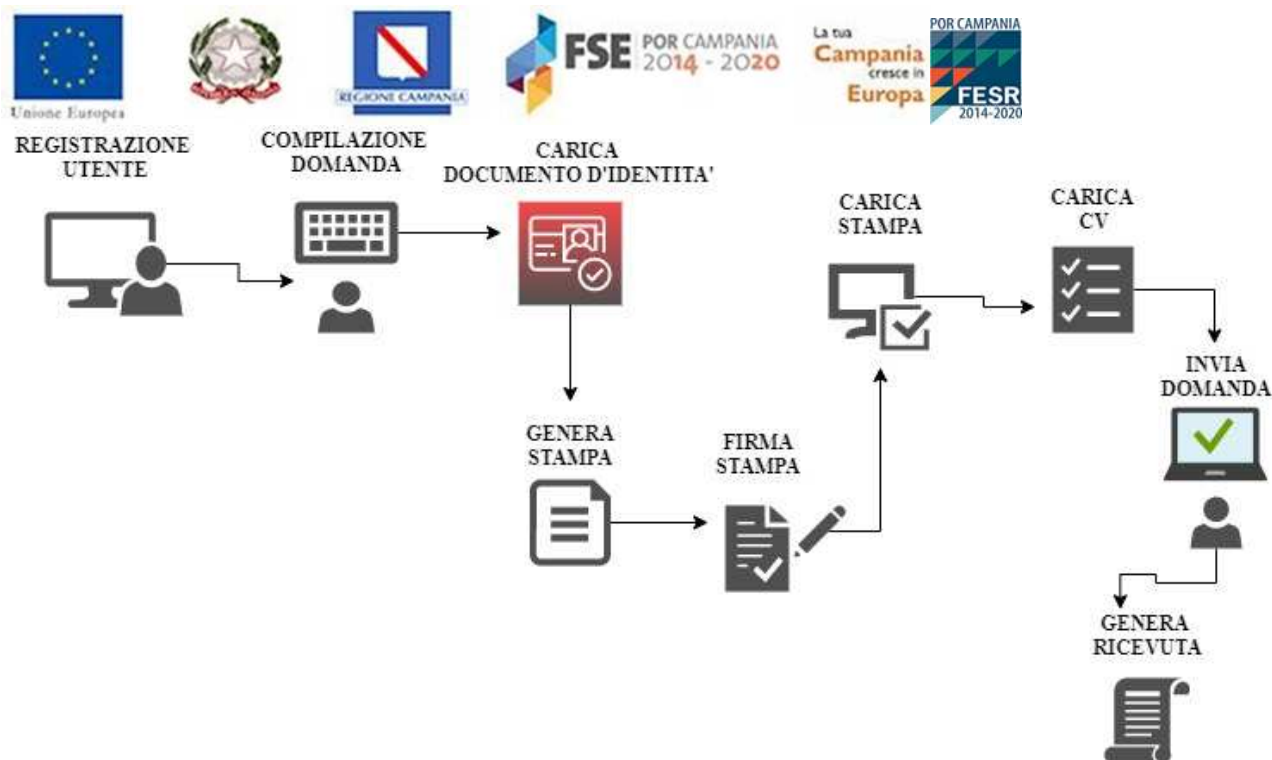 Unione Europea
REGIONE CAMPANIA
FSE
POR CAMPANIA
2014 - 2020
La tua
Campania
cresce in
Europa
POR CAMPANIA
FESR
2014-2020
REGISTRAZIONE
UTENTE
COMPILAZIONE
DOMANDA
CARICA
DOCUMENTO D'IDENTITA'
GENERA
STAMPA
FIRMA
STAMPA
CARICA
STAMPA
CARICA
CV
INVIA
DOMANDA
GENERA
RICEVUTA